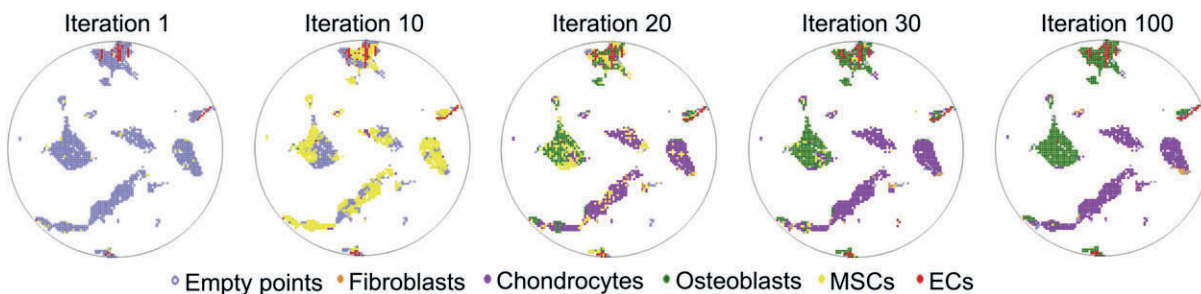 Iteration 1 Iteration 10 Iteration 20 Iteration 30 Iteration 100
Empty points Fibroblasts Chondrocytes Osteoblasts MSCs ECs